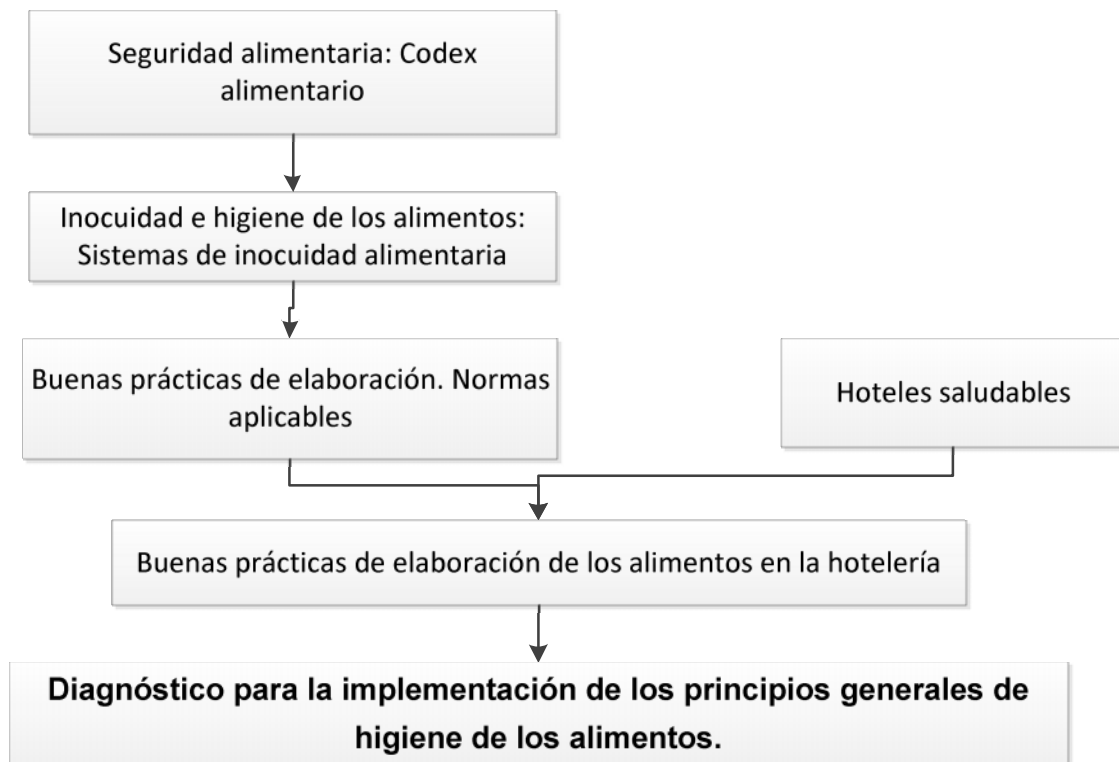 Seguridad alimentaria: Codex
alimentario
Inocuidad e higiene de los alimentos:
Sistemas de inocuidad alimentaria
Buenas prácticas de elaboración. Normas
aplicables
Hoteles saludables
Buenas prácticas de elaboración de los alimentos en la hotelería
Diagnóstico para la implementación de los principios generales de
higiene de los alimentos.